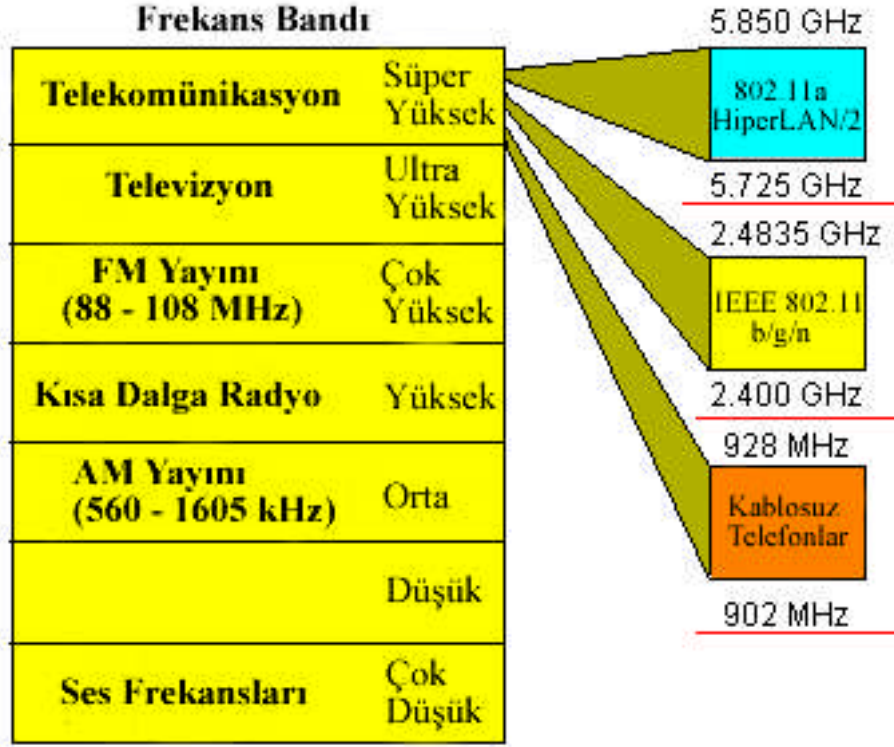 Frekans Bandı
Telekomünikasyon
Süper
Yüksek
Televizyon
Ultra
Yüksek
FM Yayını
(88 - 108 MHz)
Çok
Yüksek
Kısa Dalga Radyo
Yüksek
AM Yayını
(560 - 1605 kHz)
Orta
Düşük
Ses Frekansları
Çok
Düşük
5.850 GHz
802.11a
HiperLAN/2
5.725 GHz
2.4835 GHz
IEEE 802.11
b/g/n
2.400 GHz
928 MHz
Kablosuz
Telefonlar
902 MHz